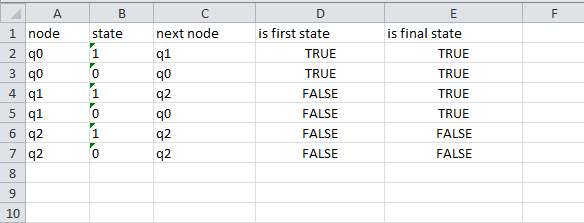 A B C D E F
1 node state next node is first state is final state
2 q0 1 q1 TRUE TRUE
3 q0 0 q0 TRUE TRUE
4 q1 1 q2 FALSE TRUE
5 q1 0 q0 FALSE TRUE
6 q2 1 q2 FALSE FALSE
7 q2 0 q2 FALSE FALSE
8
9
10